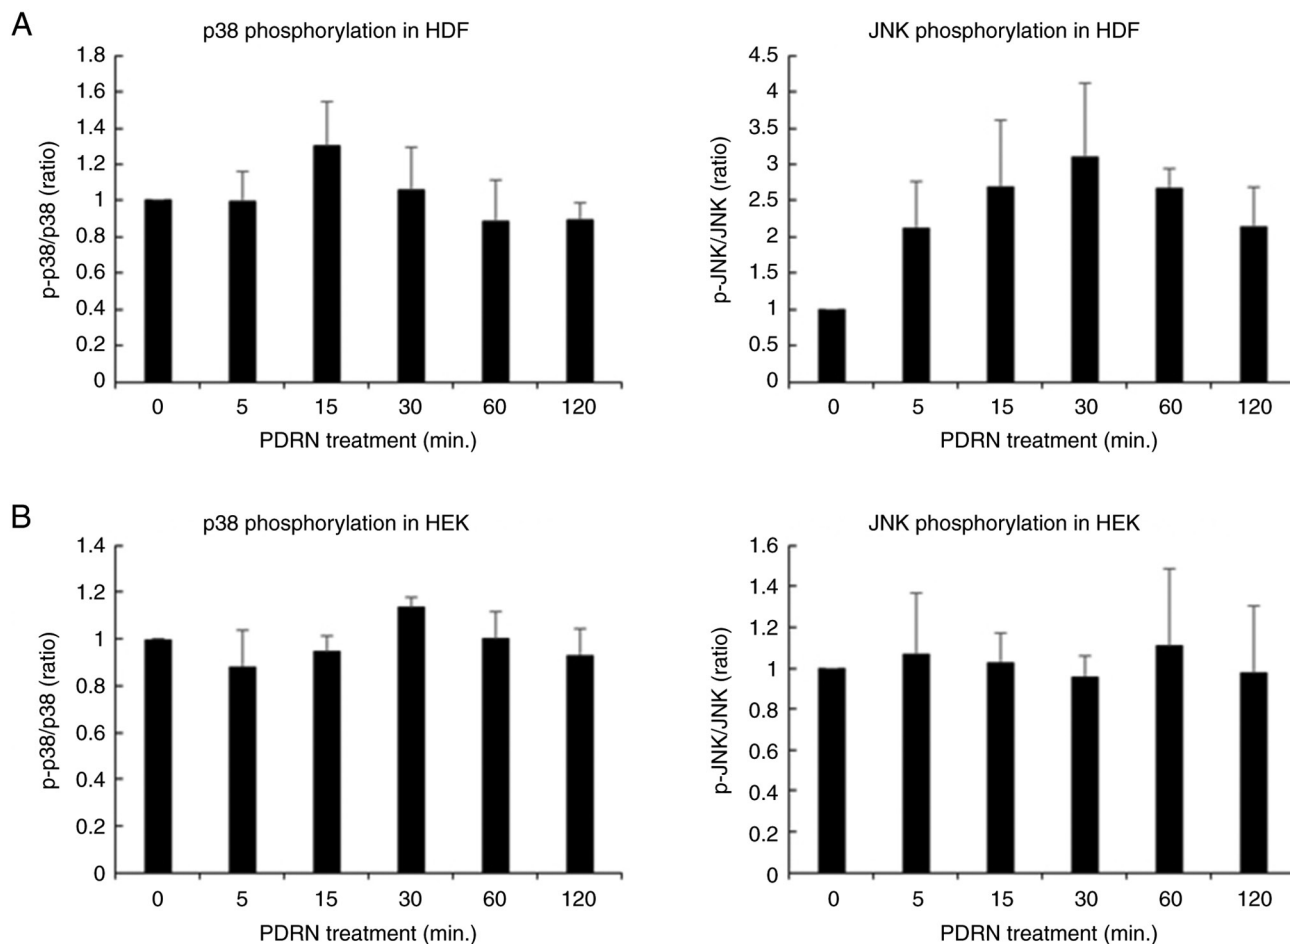 A
p38 phosphorylation in HDF
p-p38/p38 (ratio)
1.8
1.6
1.4
1.2
1
0.8
0.6
0.4
0.2
0
0 5 15 30 60 120
PDRN treatment (min.)
JNK phosphorylation in HDF
p-JNK/JNK (ratio)
4.5
4
3.5
3
2.5
2
1.5
1
0.5
0
0 5 15 30 60 120
PDRN treatment (min.)
B
p38 phosphorylation in HEK
p-p38/p38 (ratio)
1.4
1.2
1
0.8
0.6
0.4
0.2
0
0 5 15 30 60 120
PDRN treatment (min.)
JNK phosphorylation in HEK
p-JNK/JNK (ratio)
1.6
1.4
1.2
1
0.8
0.6
0.4
0.2
0
0 5 15 30 60 120
PDRN treatment (min.)